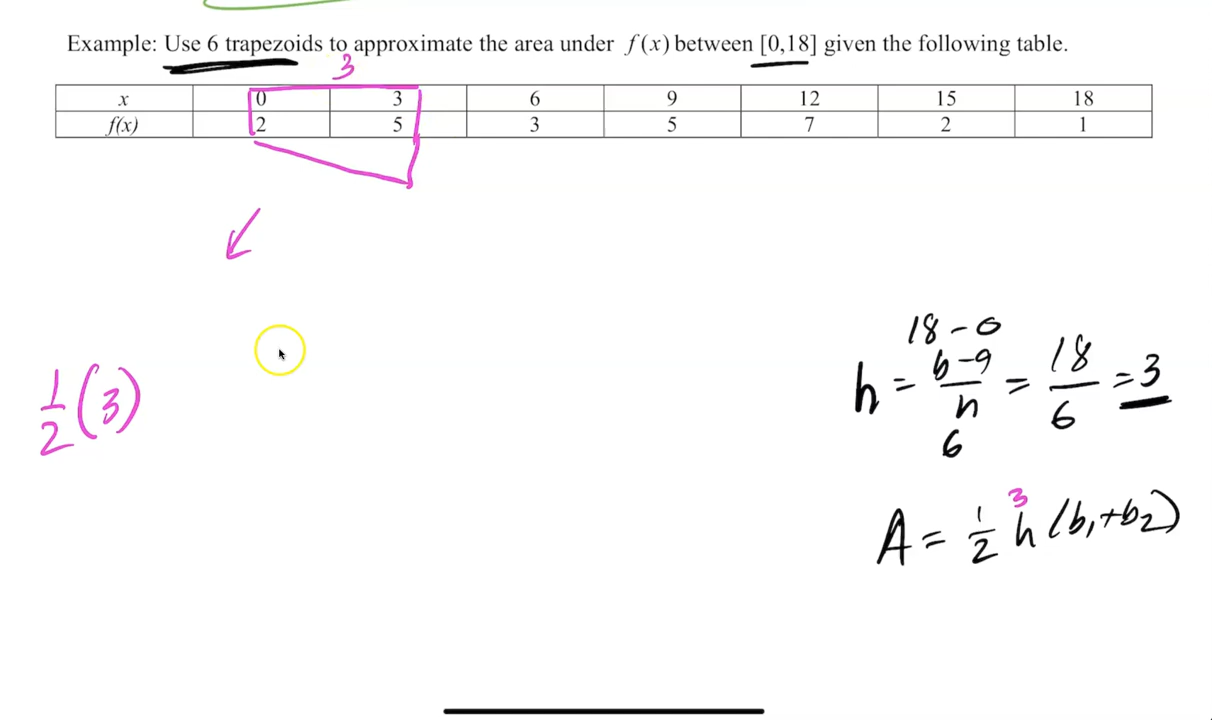 Example: Use 6 trapezoids to approximate the area under f(x) between [0,18] given the following table.
3
x 0 3 6 9 12 15 18
f(x) 2 5 3 5 7 2 1
18-0
h = b-a/n = 18/6 = 3
6
1/2 (3)
3
A = 1/2 h (b₁+b₂)